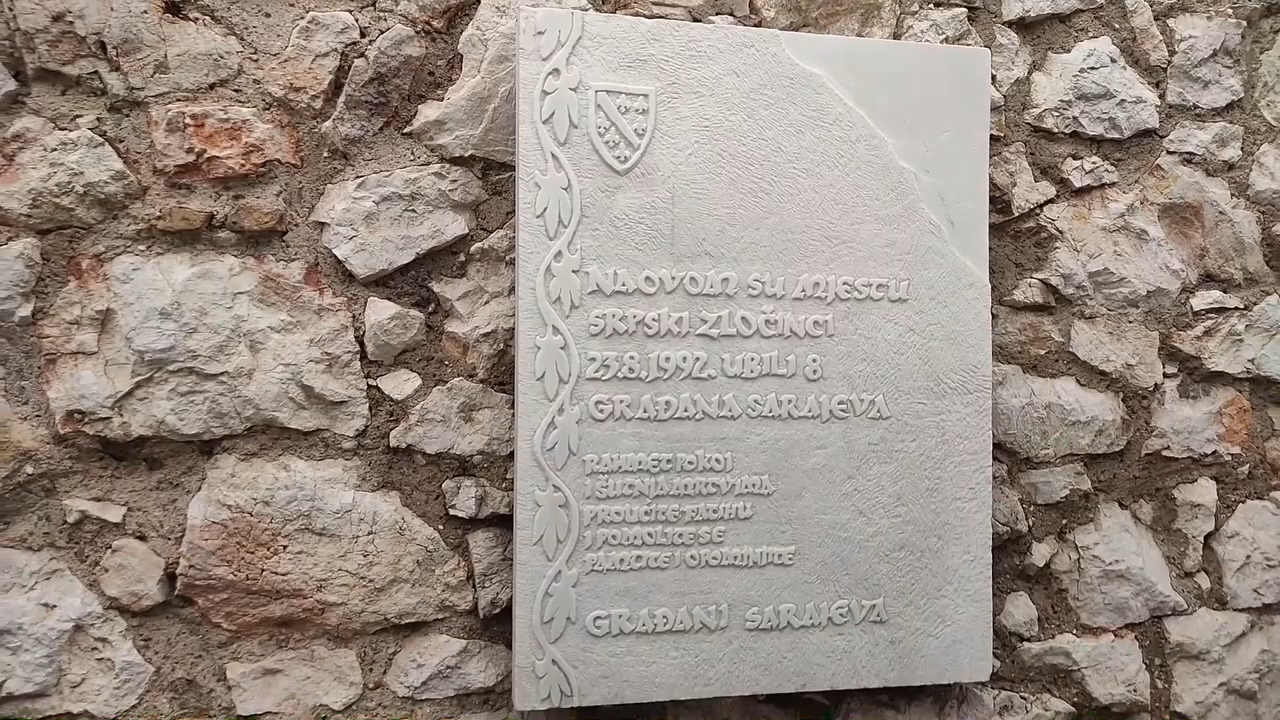 NA OVOM SU MJESTU
SRPSKI ZLOČINCI
23.8.1992. UBILI 8
GRAĐANA SARAJEVA
RAHMET POKOJ
I ŠUTNJA MRTVIMA
PROUČITE FATIHU
I POMOLITE SE
PAMTITE I OPOMINITE
GRAĐANI SARAJEVA